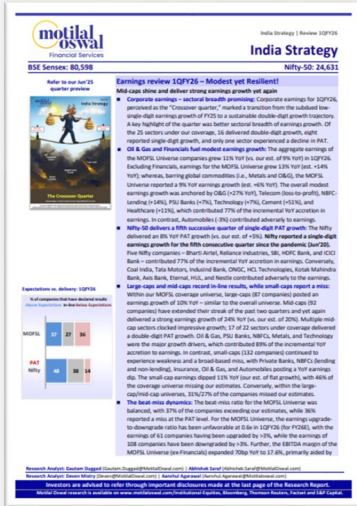 motilal
oswal
Financial Services
India Strategy | Review 1QFY26
India Strategy
BSE Sensex: 80,598
Nifty-50: 24,631
Refer to our Jun'25
quarter preview
India Strategy
The Crossover Quarter
Expectations vs. delivery: 1QFY26
% of companies that have declared results
MOFSL
37 27 36
PAT
Nifty
48 38 14
Earnings review 1QFY26 – Modest yet Resilient!
Mid-caps shine and deliver strong earnings growth yet again
Corporate earnings – sectoral breadth promising: Corporate earnings for 1QFY26,
perceived as the "Crossover quarter," marked a transition from the subdued low-
single-digit earnings growth of FY25 to a sustainable double-digit growth trajectory.
A key highlight of the quarter was better sectoral breadth of earnings growth. Of
the 25 sectors under our coverage, 16 delivered double-digit growth, eight
reported single-digit growth, and only one sector experienced a decline in PAT.
Oil & Gas and Financials fuel modest earnings growth: The aggregate earnings of
the MOFSL Universe companies grew 11% YoY (vs. our est. of 9% YoY) in 1QFY26.
Excluding Financials, earnings for the MOFSL Universe grew 13% YoY (est. +14%
YoY); whereas, barring global commodities (i.e., Metals and O&G), the MOFSL
Universe reported a 9% YoY earnings growth (est. +6% YoY). The overall modest
earnings growth was anchored by O&G (+27% YoY), Telecom (loss-to-profit), NBFC-
Lending (+14%), PSU Banks (+7%), Technology (+7%), Cement (+51%), and
Healthcare (+11%), which contributed 77% of the incremental YoY accretion in
earnings. In contrast, Automobiles (-3%) contributed adversely to earnings.
Nifty-50 delivers a fifth successive quarter of single-digit PAT growth: The Nifty
delivered an 8% YoY PAT growth (vs. our est. of +5%). Nifty reported a single-digit
earnings growth for the fifth consecutive quarter since the pandemic (Jun'20).
Five Nifty companies – Bharti Airtel, Reliance Industries, SBI, HDFC Bank, and ICICI
Bank – contributed 77% of the incremental YoY accretion in earnings. Conversely,
Coal India, Tata Motors, IndusInd Bank, ONGC, HCL Technologies, Kotak Mahindra
Bank, Axis Bank, Eternal, HUL, and Nestle contributed adversely to the earnings.
Large-caps and mid-caps record in-line results, while small-caps report a miss:
Within our MOFSL coverage universe, large-caps (87 companies) posted an
earnings growth of 10% YoY – similar to the overall universe. Mid-caps (92
companies) have extended their streak of the past two quarters and yet again
delivered a strong earnings growth of 24% YoY (vs. our est. of 20%). Multiple mid-
cap sectors clocked impressive growth; 17 of 22 sectors under coverage delivered
a double-digit PAT growth. Oil & Gas, PSU Banks, NBFCs, Metals, and Technology
were the major growth drivers, which contributed 89% of the incremental YoY
accretion to earnings. In contrast, small-caps (132 companies) continued to
experience weakness and a broad-based miss, with Private Banks, NBFCs (lending
and non-lending), Insurance, Oil & Gas, and Automobiles posting a YoY earnings
dip. The small-cap earnings dipped 11% YoY (our est. of flat growth), with 46% of
the coverage universe missing our estimates. Conversely, within the large-
cap/mid-cap universes, 31%/27% of the companies missed our estimates.
The beat-miss dynamics: The beat-miss ratio for the MOFSL Universe was
balanced, with 37% of the companies exceeding our estimates, while 36%
reported a miss at the PAT level. For the MOFSL Universe, the earnings upgrade-
to-downgrade ratio has been unfavorable at 0.6x in 1QFY26 (for FY26E), with the
earnings of 61 companies having been upgraded by >3%, while the earnings of
108 companies have been downgraded by >3%. Further, the EBITDA margin of the
MOFSL Universe (ex-Financials) expanded 70bp YoY to 17.6%, primarily aided by
Research Analyst: Gautam Duggad (Gautam.Duggad@MotilalOswal.com) | Abhishek Saraf (Abhishek.Saraf@MotilalOswal.com)
Research Analyst: Deven Mistry (Deven@MotilalOswal.com) | Aanshul Agarawal (Aanshul.Agarawal@MotilalOswal.com)
Investors are advised to refer through important disclosures made at the last page of the Research Report.
Motilal Oswal research is available on www.motilaloswal.com/Institutional-Equities, Bloomberg, Thomson Reuters, Factset and S&P Capital.